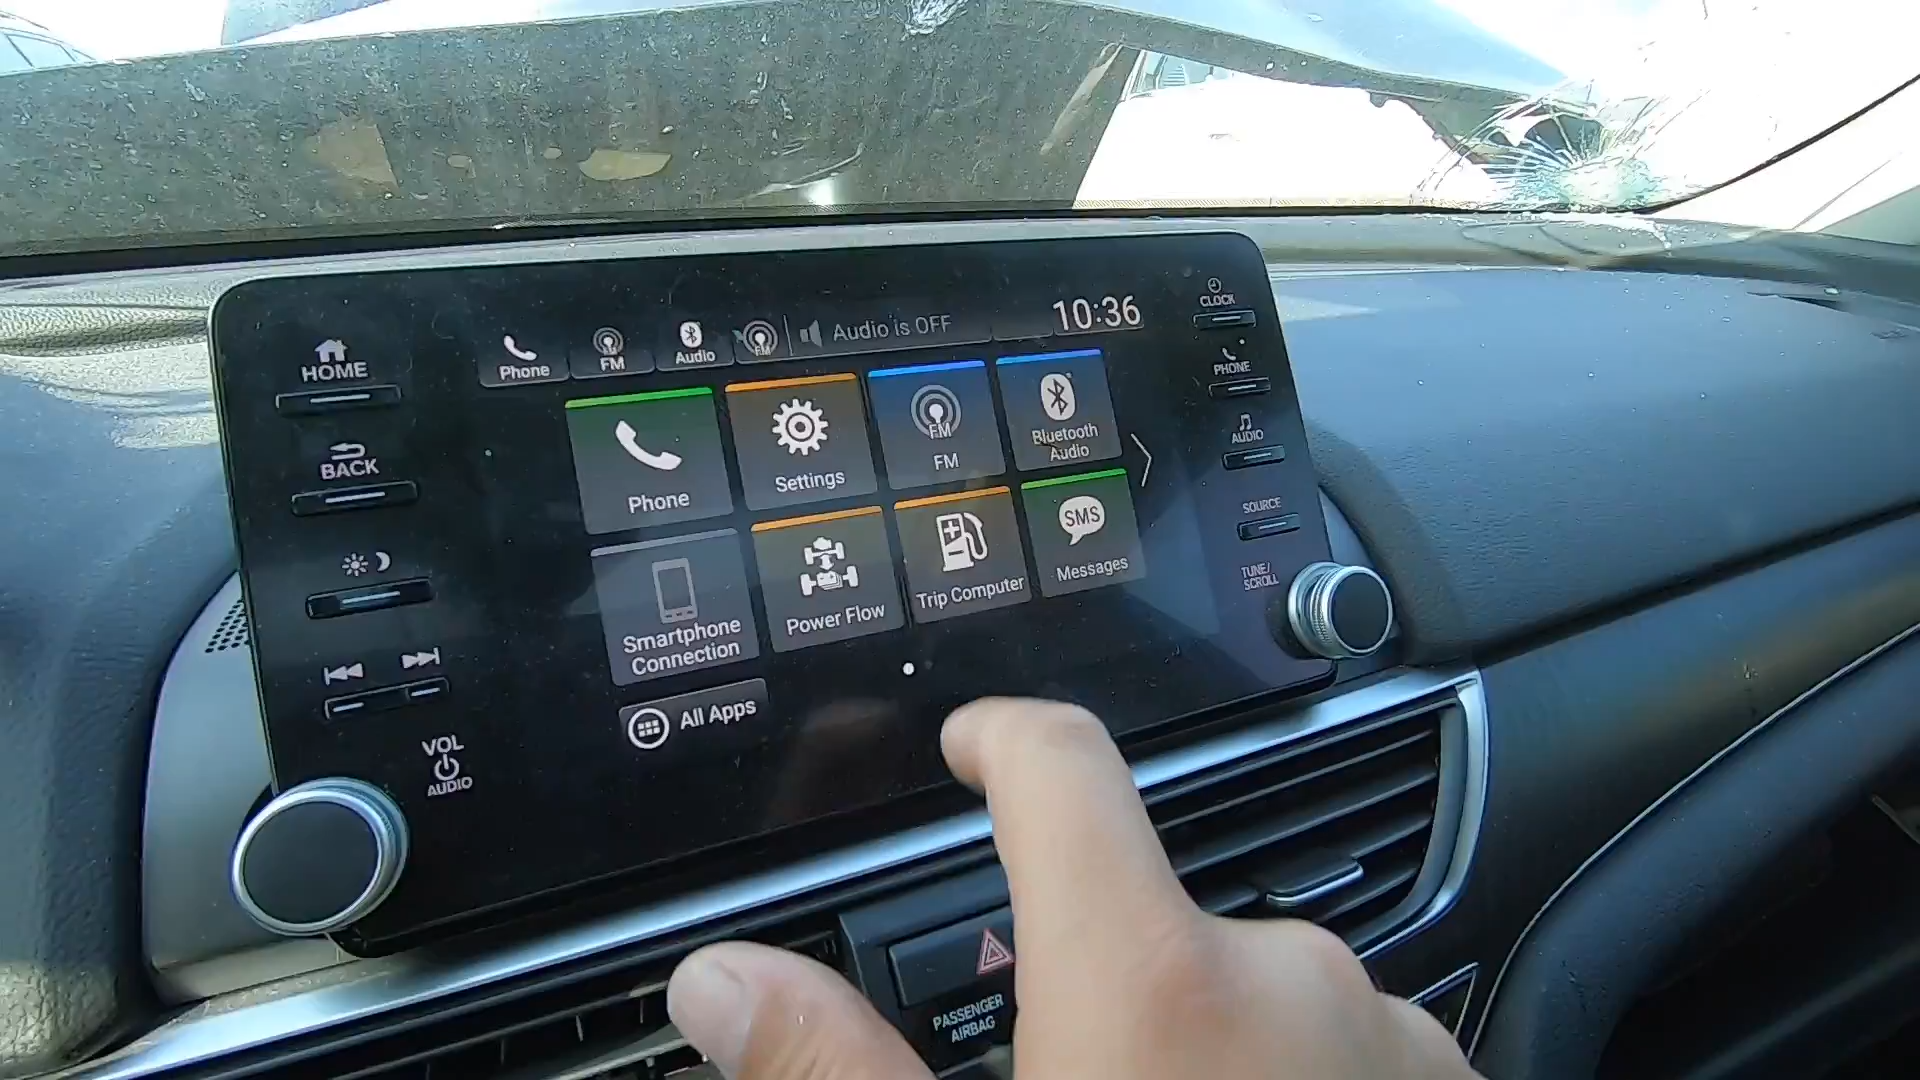 HOME
BACK
VOL
AUDIO
Phone
FM
Audio
FM
Audio is OFF
10:36
Phone
Settings
FM
FM
Bluetooth
Audio
Smartphone
Connection
Power Flow
Trip Computer
SMS
Messages
All Apps
CLOCK
PHONE
AUDIO
SOURCE
TUNE/
SCROLL
PASSENGER
AIRBAG